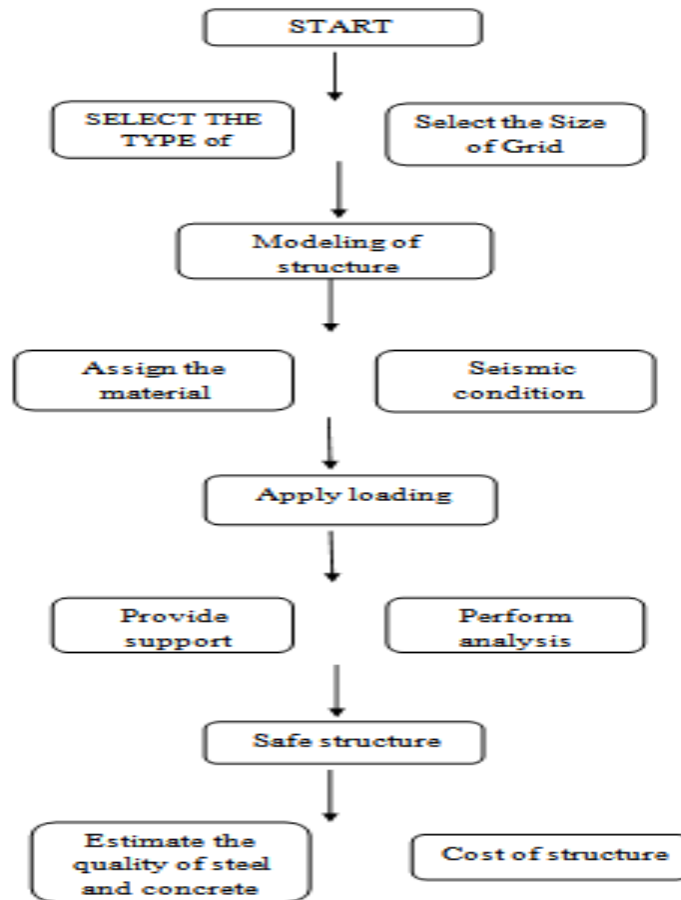 START
SELECT THE
TYPE of
Select the Size
of Grid
Modeling of
structure
Assign the
material
Seismic
condition
Apply loading
Provide
support
Perform
analysis
Safe structure
Estimate the
quality of steel
and concrete
Cost of structure